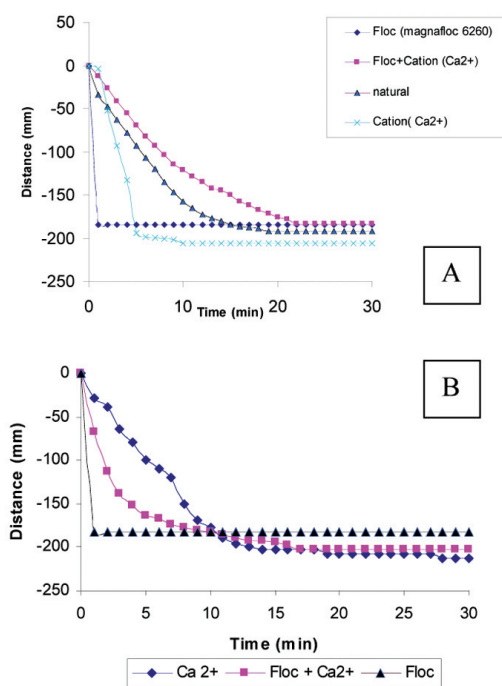 50
0
-50
-100
-150
-200
-250
Distance (mm)
0 10 20 30
Time (min)
Floc (magnafloc 6260)
Floc+Cation (Ca2+)
natural
Cation( Ca2+)
A
B
0
-50
-100
-150
-200
-250
Distance (mm)
0 5 10 15 20 25 30
Time (min)
Ca 2+ Floc + Ca2+ Floc